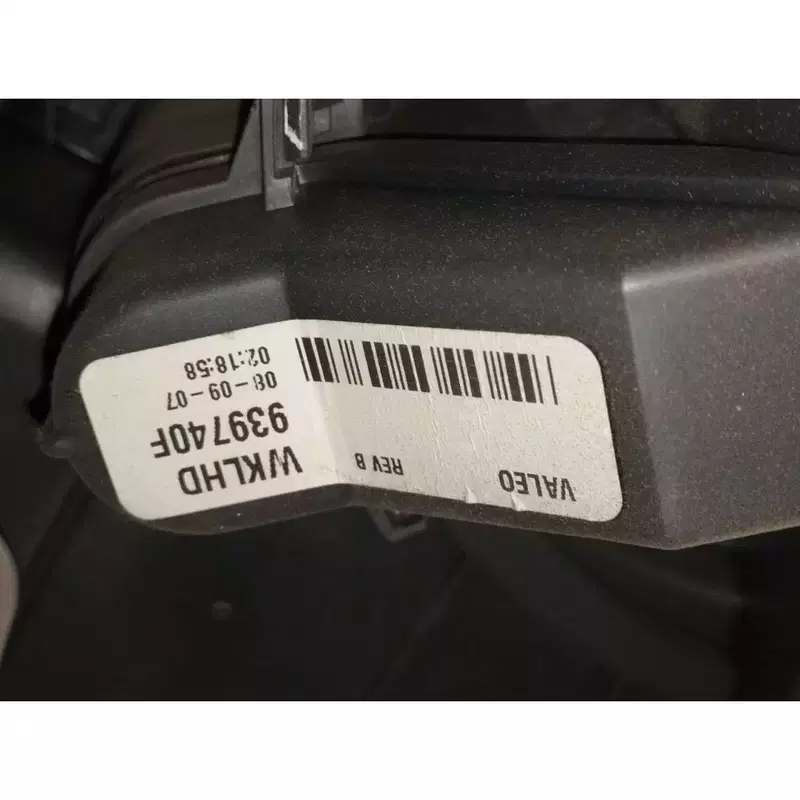 VALEO
REV B
WKLHD
939740F
08-09-07
02:18:58